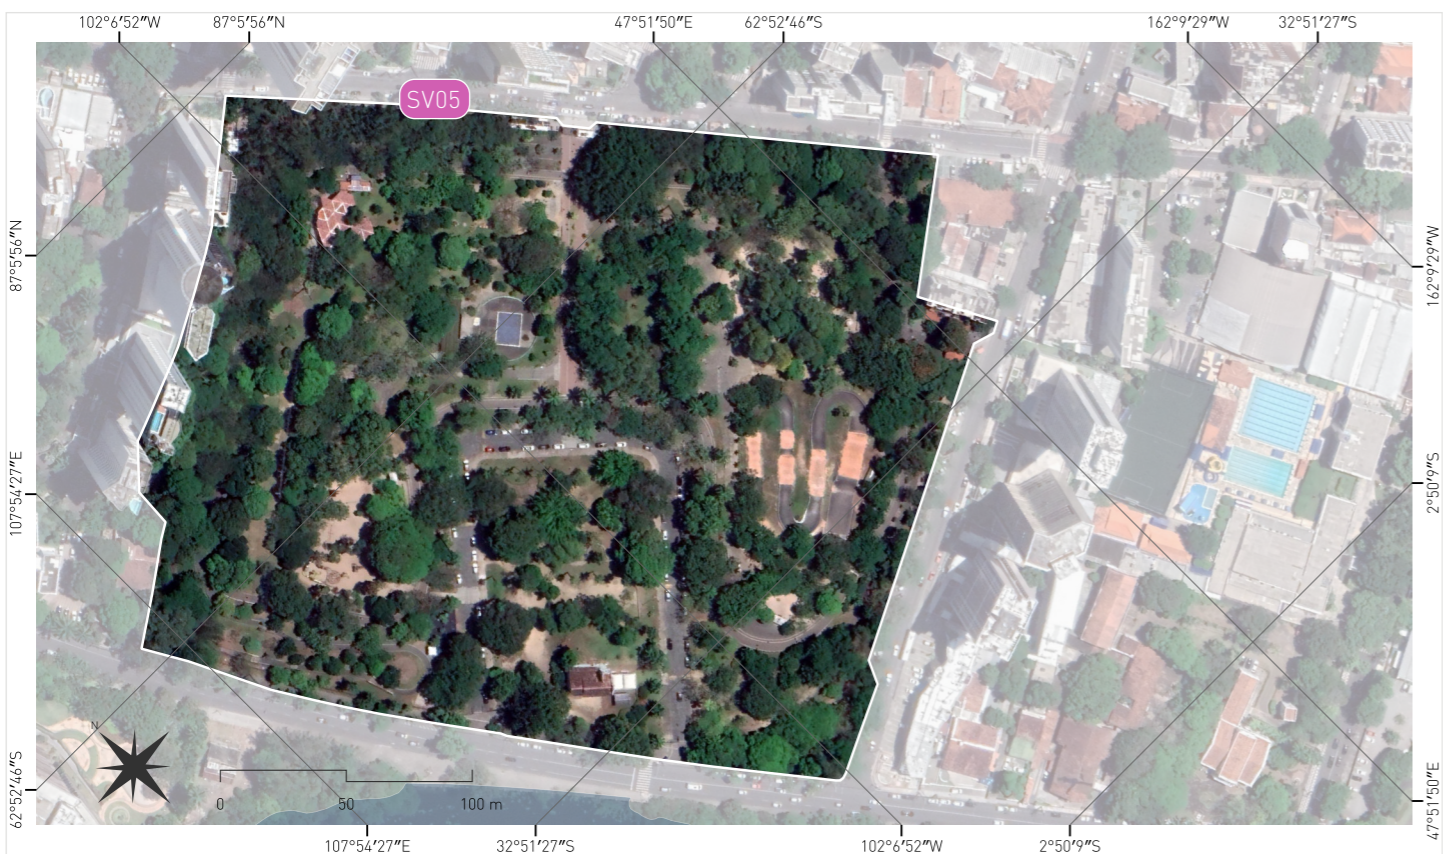 102°6′52″W 87°5′56″N 47°51′50″E 62°52′46″S 162°9′29″W 32°51′27″S
SV05
87°5′56″N
162°9′29″W
107°54′27″E
2°50′9″S
N
62°52′46″S
47°51′50″E
0 50 100 m
107°54′27″E 32°51′27″S 102°6′52″W 2°50′9″S